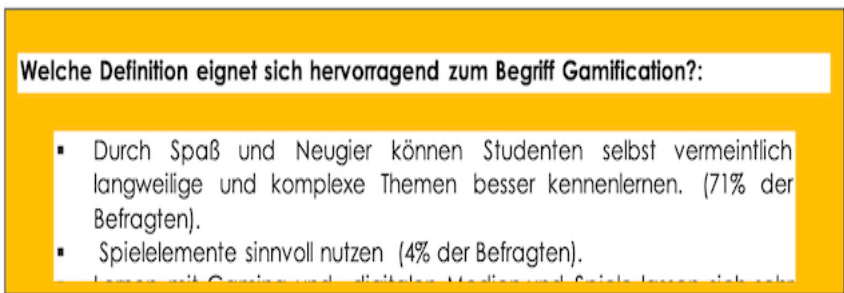 Welche Definition eignet sich hervorragend zum Begriff Gamification?:
▪ Durch Spaß und Neugier können Studenten selbst vermeintlich
langweilige und komplexe Themen besser kennenlernen. (71% der
Befragten).
▪ Spielelemente sinnvoll nutzen (4% der Befragten).